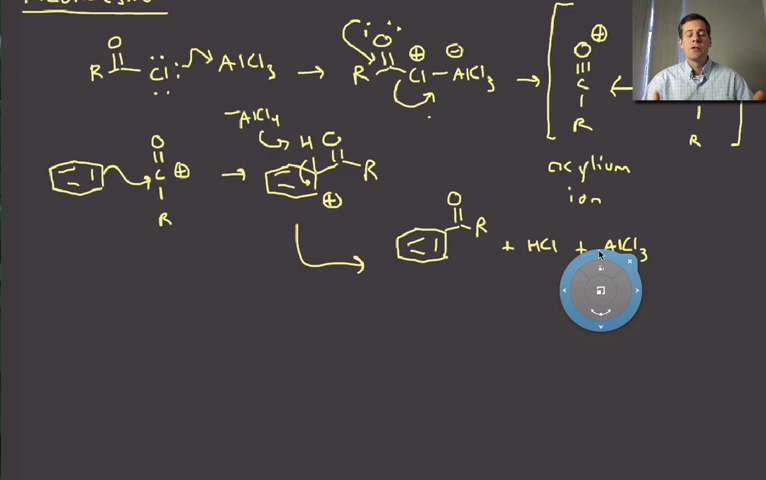 O O ⊕ ⊖ O ⊕
R Cl AlCl3 → R Cl – AlCl3 → C ←
R R
⁻AlCl4 H O
O C ⊕ → R acylium
R ⊕ ion
O
R + HCl + AlCl3